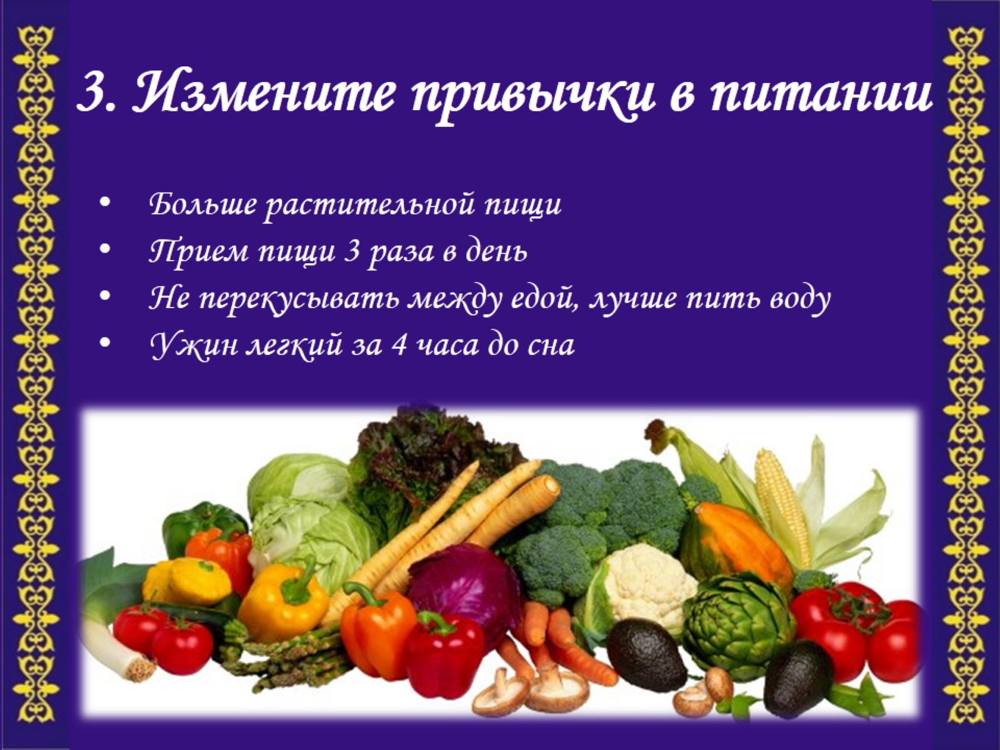 3. Измените привычки в питании
• Больше растительной пищи
• Прием пищи 3 раза в день
• Не перекусывать между едой, лучше пить воду
• Ужин легкий за 4 часа до сна